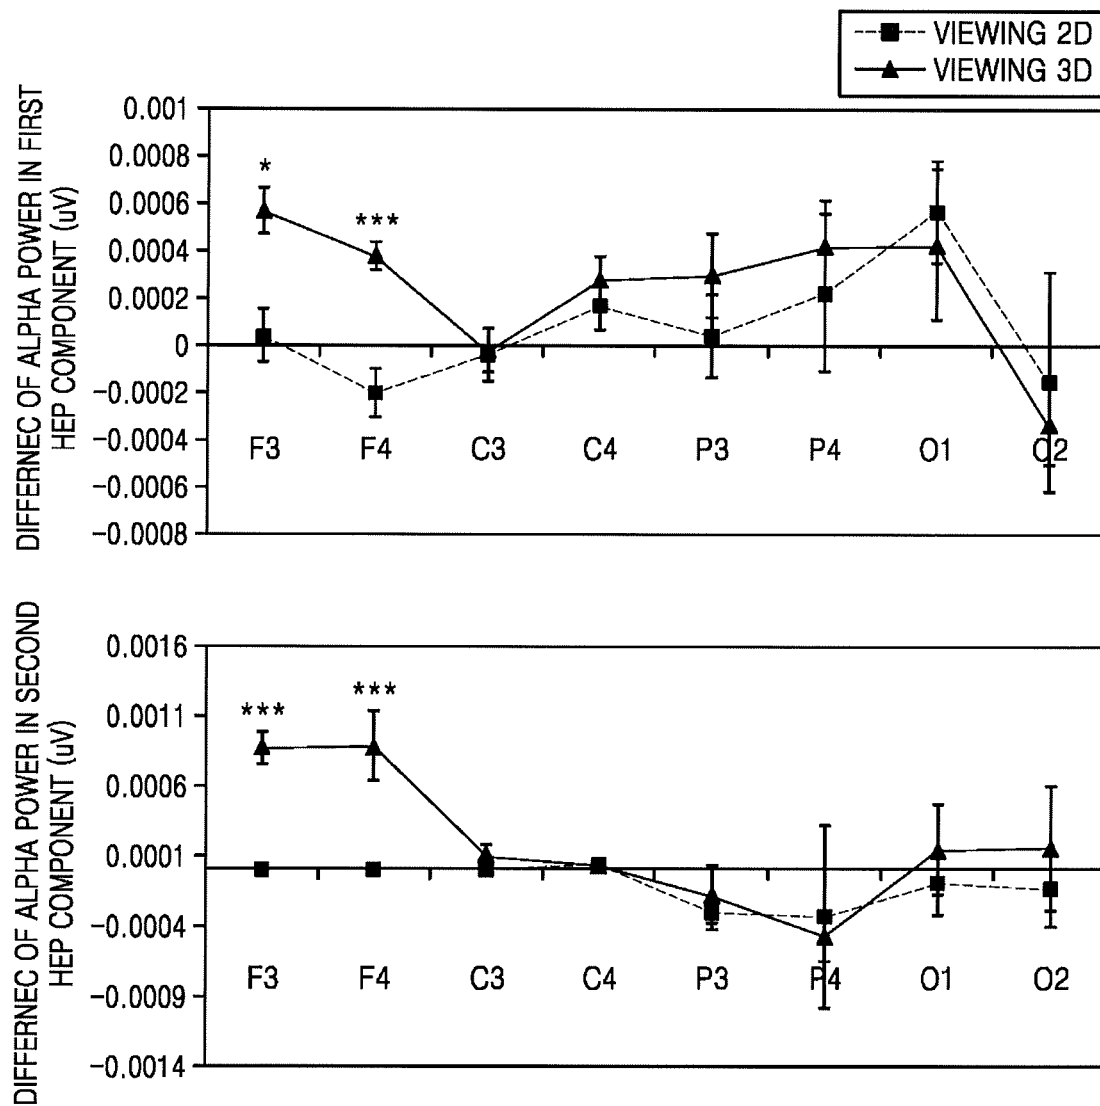 VIEWING 2D
VIEWING 3D
DIFFERNEC OF ALPHA POWER IN FIRST
HEP COMPONENT (uV)
0.001
0.0008
0.0006
0.0004
0.0002
0
−0.0002
−0.0004
−0.0006
−0.0008
*
***
F3 F4 C3 C4 P3 P4 O1 O2
DIFFERNEC OF ALPHA POWER IN SECOND
HEP COMPONENT (uV)
0.0016
0.0011
0.0006
0.0001
−0.0004
−0.0009
−0.0014
***
***
F3 F4 C3 C4 P3 P4 O1 O2